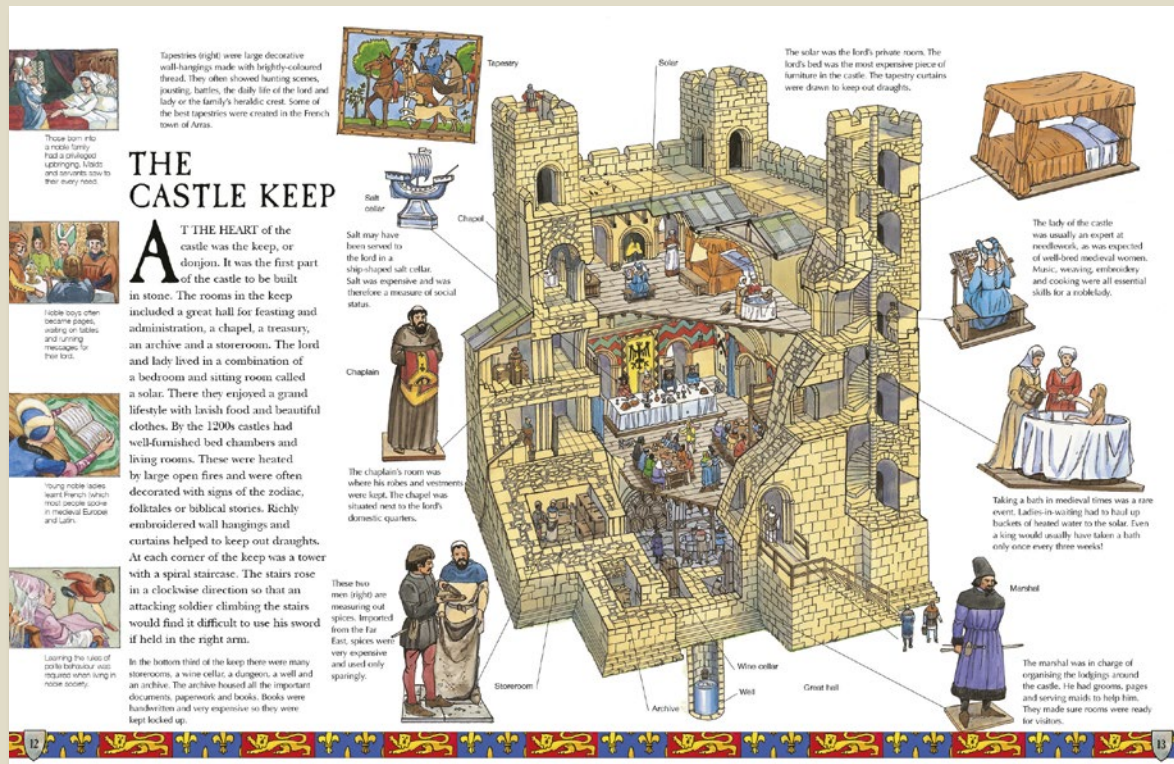 Tapestries (right) were large decorative
wall-hangings made with brightly-coloured
thread. They often showed hunting scenes,
jousting, battles, the daily life of the lord and
lady or the family's heraldic crest. Some of
the best tapestries were created in the French
town of Arras.
Those born into
a noble family
had a privileged
upbringing. Maids
and servants saw to
their every need.
Noble boys often
became pages,
waiting on tables
and running
messages for
their lord.
Young noble ladies
learnt French (which
most people spoke
in medieval Europe)
and Latin.
Learning the rules of
polite behaviour was
required when living in
noble society.
THE
CASTLE KEEP
AT THE HEART of the
castle was the keep, or
donjon. It was the first part
of the castle to be built
in stone. The rooms in the keep
included a great hall for feasting and
administration, a chapel, a treasury,
an archive and a storeroom. The lord
and lady lived in a combination of
a bedroom and sitting room called
a solar. There they enjoyed a grand
lifestyle with lavish food and beautiful
clothes. By the 1200s castles had
well-furnished bed chambers and
living rooms. These were heated
by large open fires and were often
decorated with signs of the zodiac,
folktales or biblical stories. Richly
embroidered wall hangings and
curtains helped to keep out draughts.
At each corner of the keep was a tower
with a spiral staircase. The stairs rose
in a clockwise direction so that an
attacking soldier climbing the stairs
would find it difficult to use his sword
if held in the right arm.
In the bottom third of the keep there were many
storerooms, a wine cellar, a dungeon, a well and
an archive. The archive housed all the important
documents, paperwork and books. Books were
handwritten and very expensive so they were
kept locked up.
Tapestry
Salt
cellar
Salt may have
been served to
the lord in a
ship-shaped salt cellar.
Salt was expensive and was
therefore a measure of social
status.
Chapel
Chaplain
The chaplain's room was
where his robes and vestments
were kept. The chapel was
situated next to the lord's
domestic quarters.
These two
men (right) are
measuring out
spices. Imported
from the Far
East, spices were
very expensive
and used only
sparingly.
Storeroom
Archive
Well
Wine cellar
Great hall
Solar
The solar was the lord's private room. The
lord's bed was the most expensive piece of
furniture in the castle. The tapestry curtains
were drawn to keep out draughts.
The lady of the castle
was usually an expert at
needlework, as was expected
of well-bred medieval women.
Music, weaving, embroidery
and cooking were all essential
skills for a noblelady.
Taking a bath in medieval times was a rare
event. Ladies-in-waiting had to haul up
buckets of heated water to the solar. Even
a king would usually have taken a bath
only once every three weeks!
Marshall
The marshal was in charge of
organising the lodgings around
the castle. He had grooms, pages
and serving maids to help him.
They made sure rooms were ready
for visitors.
12
13